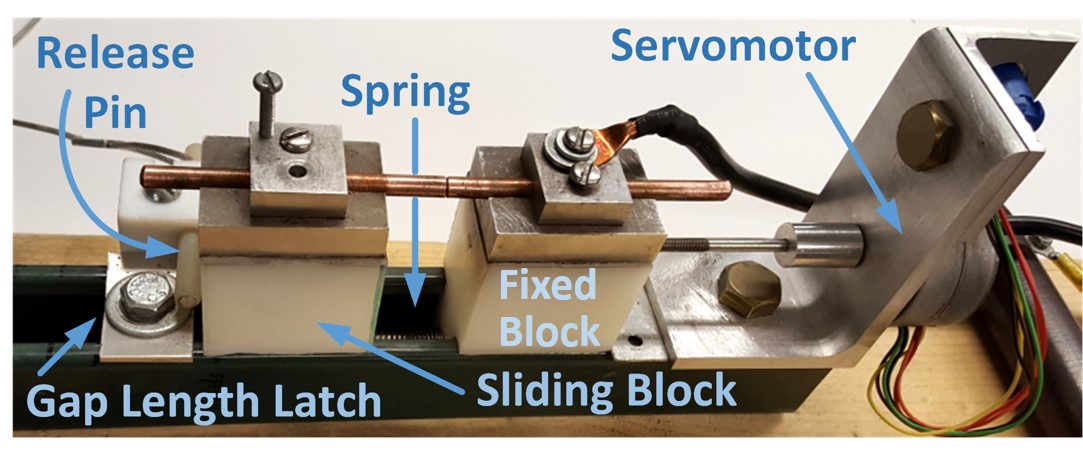 Release
Pin
Spring
Servomotor
Fixed
Block
Sliding Block
Gap Length Latch